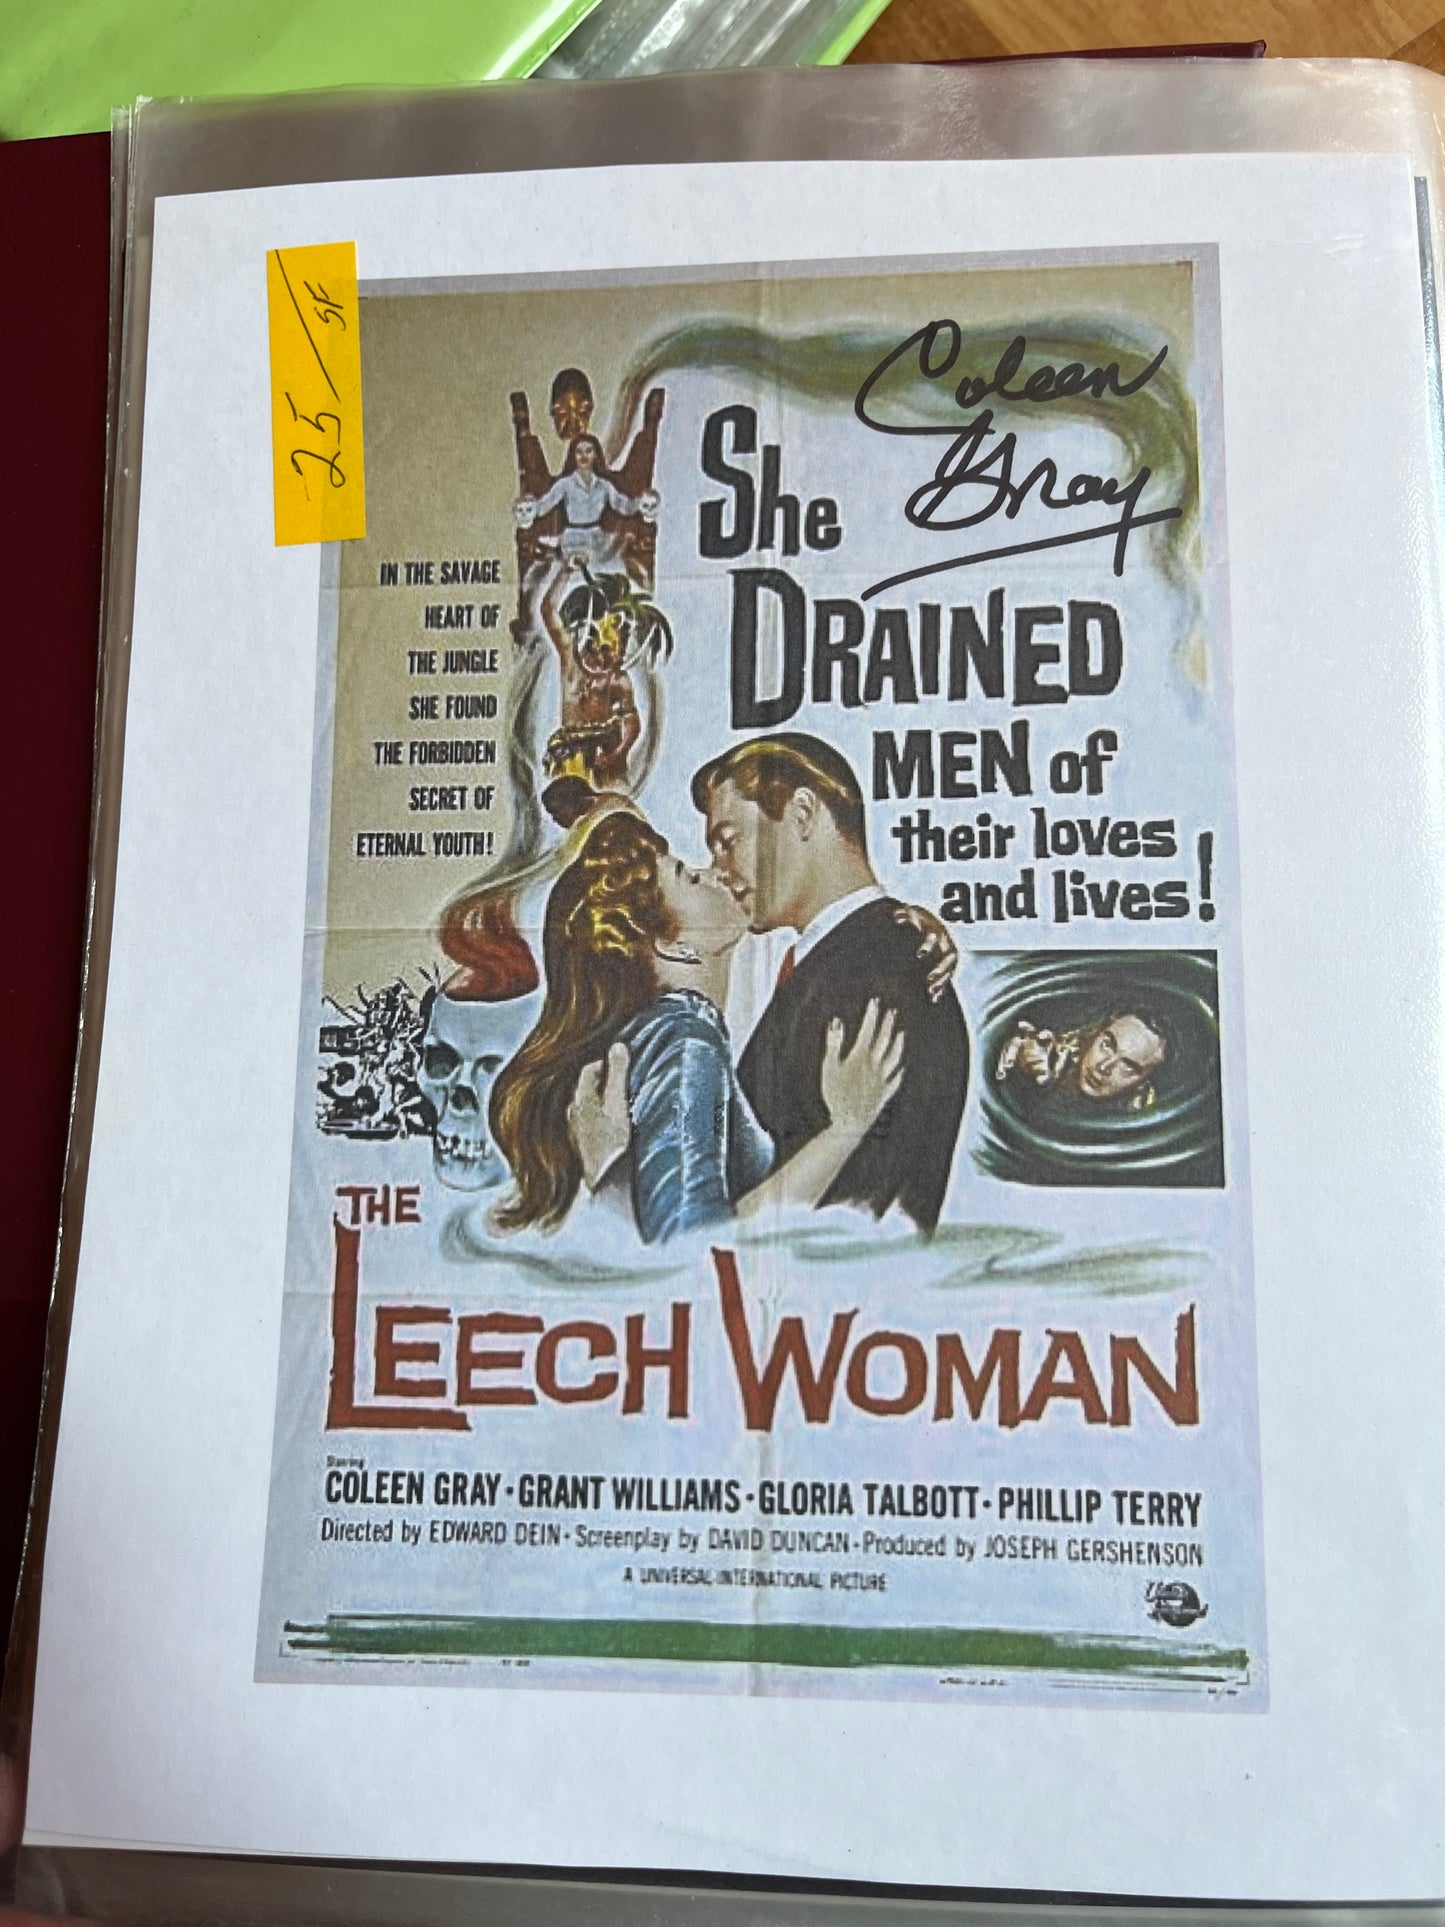 25/SF
Coleen
Gray
She
DRAINED
MEN of
their loves
and lives!
IN THE SAVAGE
HEART OF
THE JUNGLE
SHE FOUND
THE FORBIDDEN
SECRET OF
ETERNAL YOUTH!
THE
LEECH WOMAN
Starring
COLEEN GRAY · GRANT WILLIAMS · GLORIA TALBOTT · PHILLIP TERRY
Directed by EDWARD DEIN · Screenplay by DAVID DUNCAN · Produced by JOSEPH GERSHENSON
A UNIVERSAL-INTERNATIONAL PICTURE